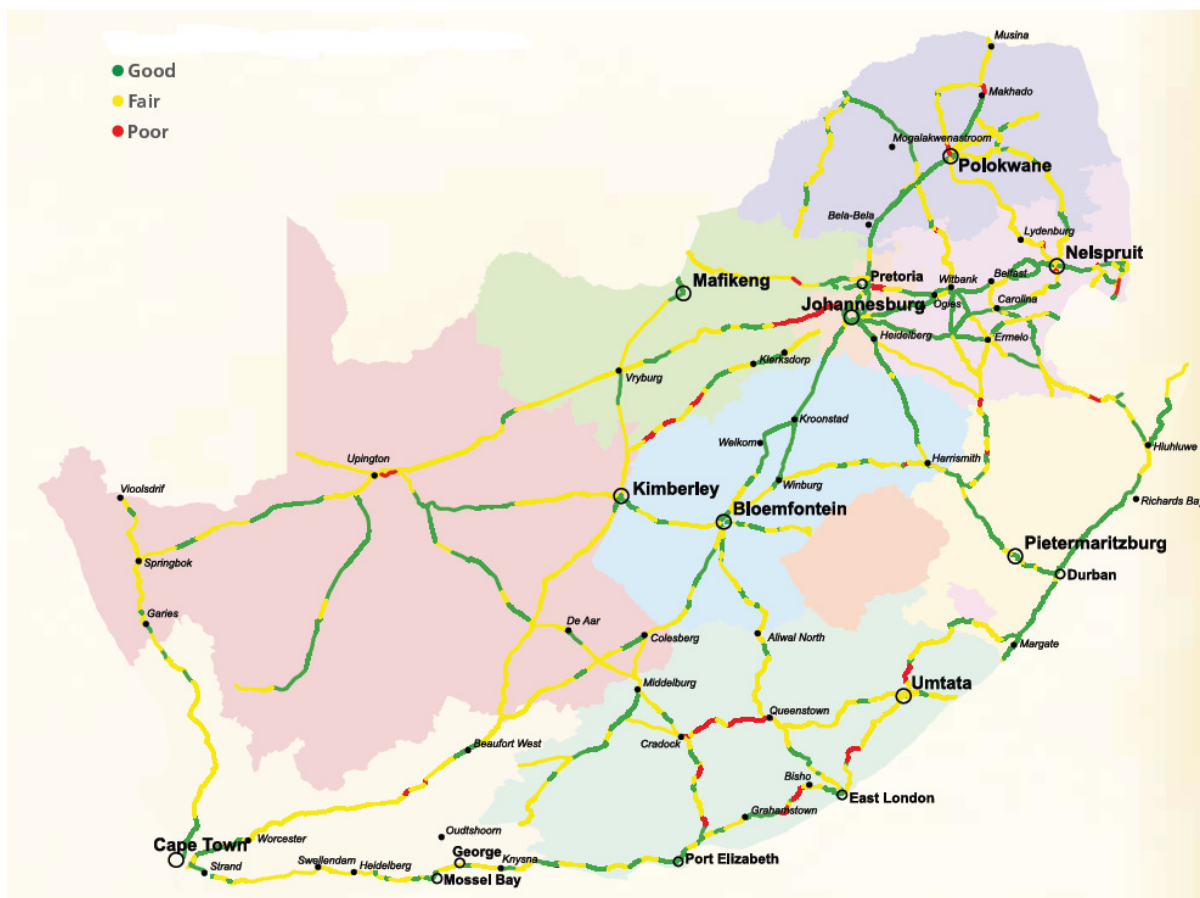 Good
Fair
Poor
Musina
Makhado
Mogalakwenastroom
Polokwane
Bela-Bela
Lydenburg
Nelspruit
Mafikeng
Pretoria
Witbank
Belfast
Johannesburg
Ogies
Carolina
Heidelberg
Ermelo
Klerksdorp
Vryburg
Kroonstad
Welkom
Hluhluwe
Upington
Harrismith
Vioolsdrif
Kimberley
Winburg
Richards Bay
Bloemfontein
Pietermaritzburg
Springbok
Durban
Garies
De Aar
Colesberg
Aliwal North
Margate
Middelburg
Umtata
Queenstown
Cradock
Beaufort West
Bisho
East London
Grahamstown
Oudtshoorn
Worcester
Cape Town
George
Swellendam
Heidelberg
Knysna
Port Elizabeth
Strand
Mossel Bay